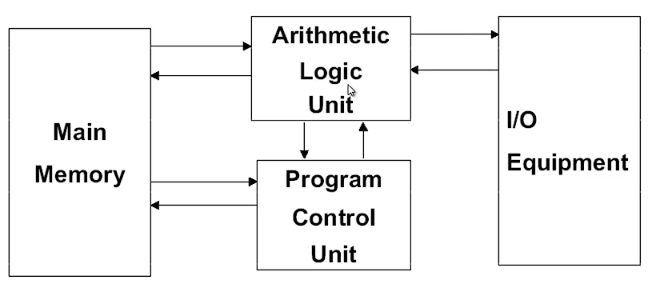 Main
Memory
Arithmetic
Logic
Unit
Program
Control
Unit
I/O
Equipment